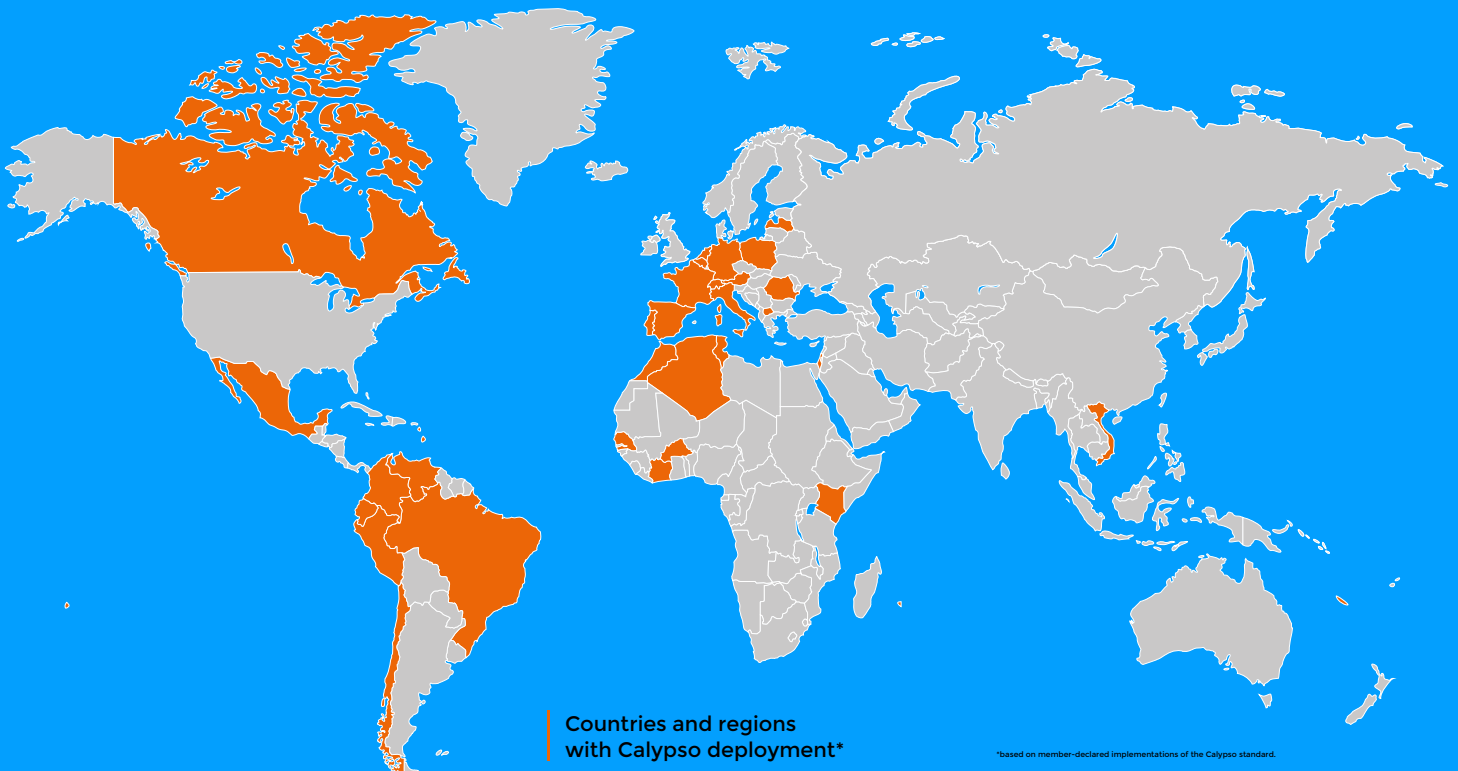 Countries and regions
with Calypso deployment*
*based on member-declared implementations of the Calypso standard.